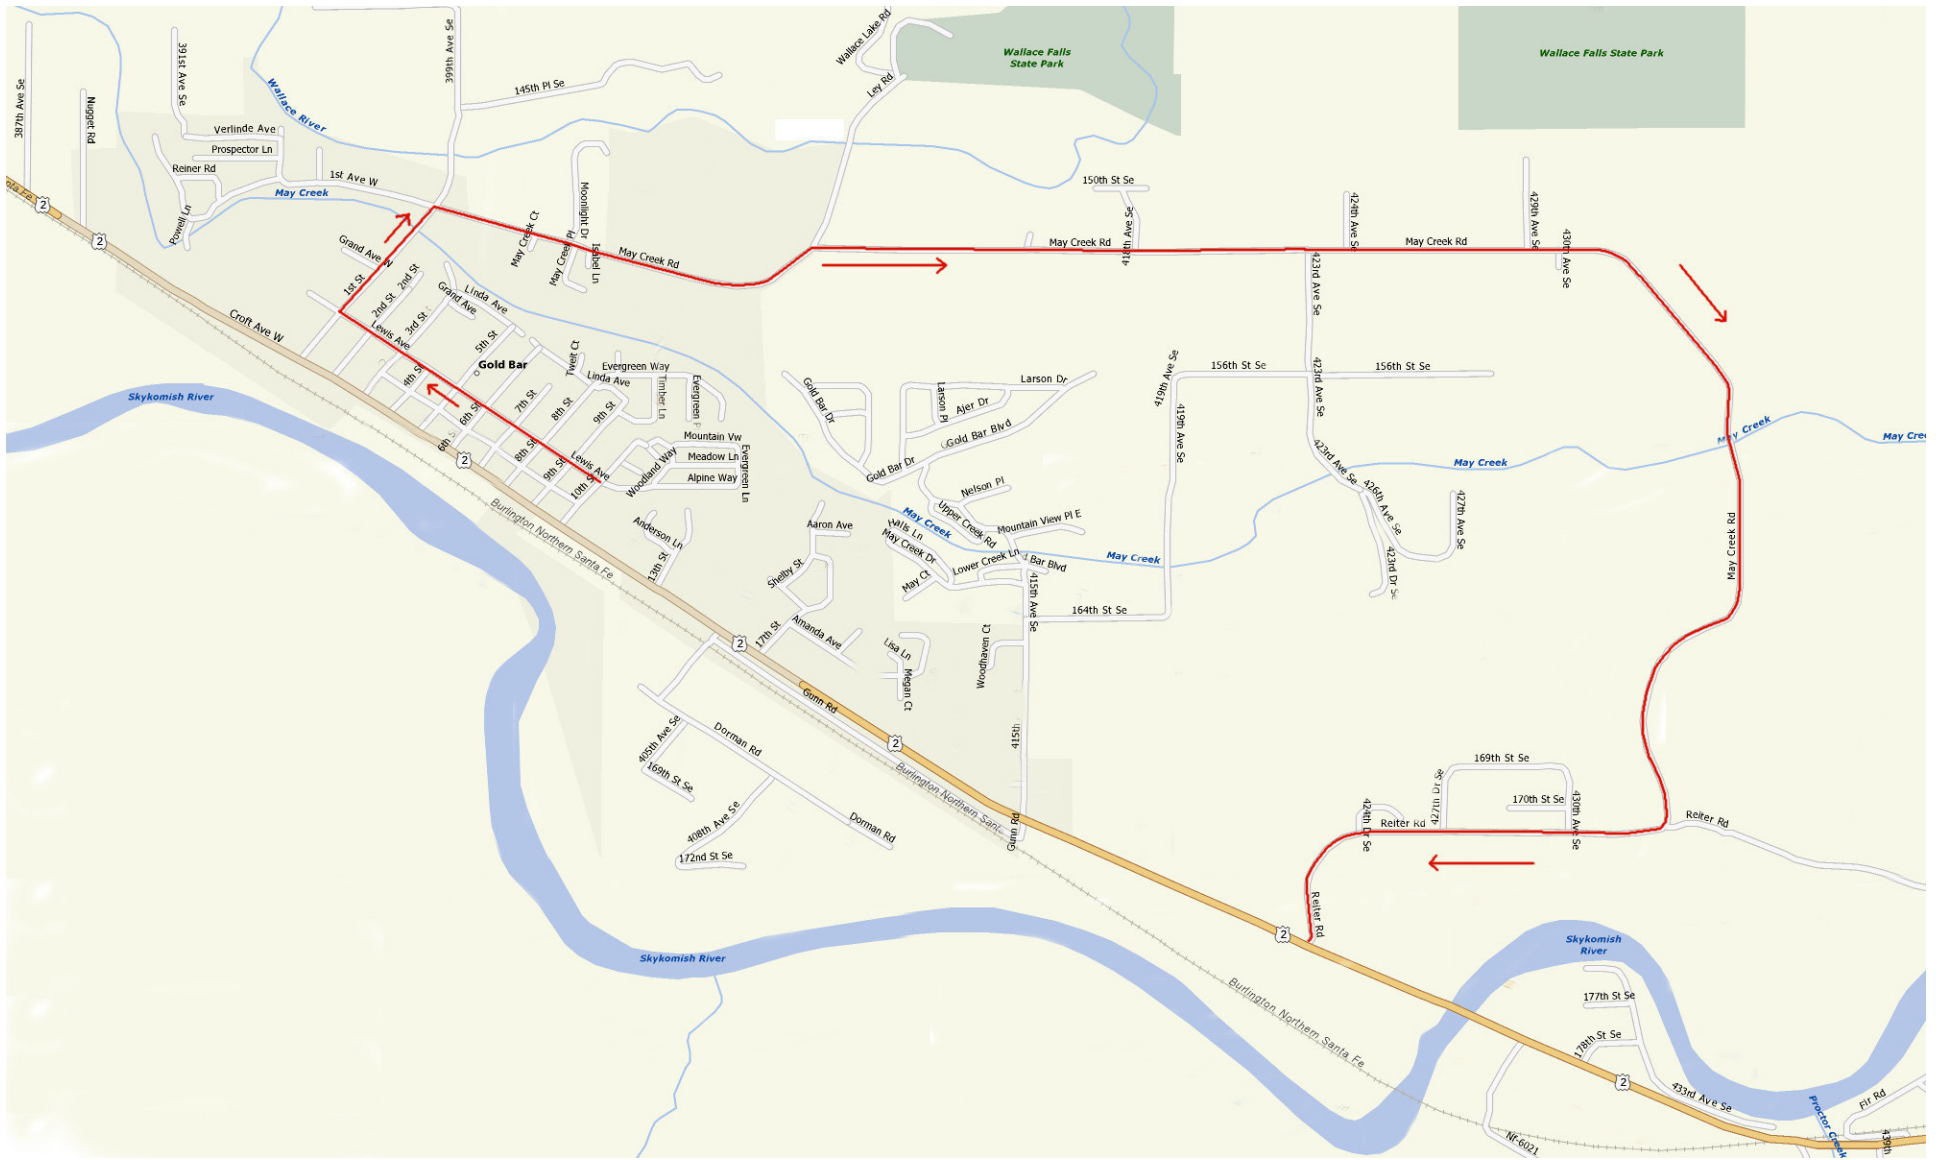 Wallace Falls
State Park
Wallace Falls State Park
387th Ave Se
Nugget Rd
391st Ave Se
399th Ave Se
Wallace Lake Rd
Ley Rd
145th Pl Se
Wallace River
Verlinde Ave
Prospector Ln
Reiner Rd
Powell Ln
1st Ave W
May Creek
2
2
Grand Ave W
1st St
2nd St
2nd St
3rd St
Grand Ave
Linda Ave
May Creek Ct
May Creek Pl
Moonlight Dr
Isabel Ln
May Creek Rd
150th St Se
418th Ave Se
May Creek Rd
424th Ave Se
May Creek Rd
429th Ave Se
430th Ave Se
423rd Ave Se
Croft Ave W
Lewis Ave
5th St
Gold Bar
4th St
Tweit Ct
Evergreen Way
Linda Ave
Timber Ln
Evergreen P
7th St
8th St
9th St
6th St
6th S
8th St
9th St
10th St
Lewis Ave
Woodland Way
Mountain Vw
Meadow Ln
Alpine Way
Evergreen Ln
2
Skykomish River
Burlington Northern Santa Fe
Gold Bar Dr
Larson Pl
Larson Dr
Ajer Dr
Gold Bar Blvd
Gold Bar Dr
419th Ave Se
419th Ave Se
156th St Se
156th St Se
423rd Ave Se
423rd Ave Se
426th Ave Se
427th Ave Se
423rd Dr Se
May Creek
May Creek
May Cre
May Creek Rd
Nelson Pl
Upper Creek Rd
Mountain View Pl E
May Creek
May Creek
Halls Ln
May Creek Dr
May Ct
Lower Creek Ln
Bar Blvd
415th Ave Se
164th St Se
Anderson Ln
13th St
Aaron Ave
Shelby St
17th St
Amanda Ave
Lisa Ln
Megan Ct
Woodhaven Ct
415th
2
Gunn Rd
2
Burlington Northern Sant
Gunn Rd
Dorman Rd
405th Ave Se
169th St Se
408th Ave Se
172nd St Se
Dorman Rd
169th St Se
170th St Se
427th Dr Se
424th Dr Se
430th Ave Se
Reiter Rd
Reiter Rd
Reiter Rd
2
Skykomish River
Skykomish
River
Burlington Northern Santa Fe
177th St Se
178th St Se
2
433rd Ave Se
Fir Rd
Proctor Creek
439th
Nf-6021